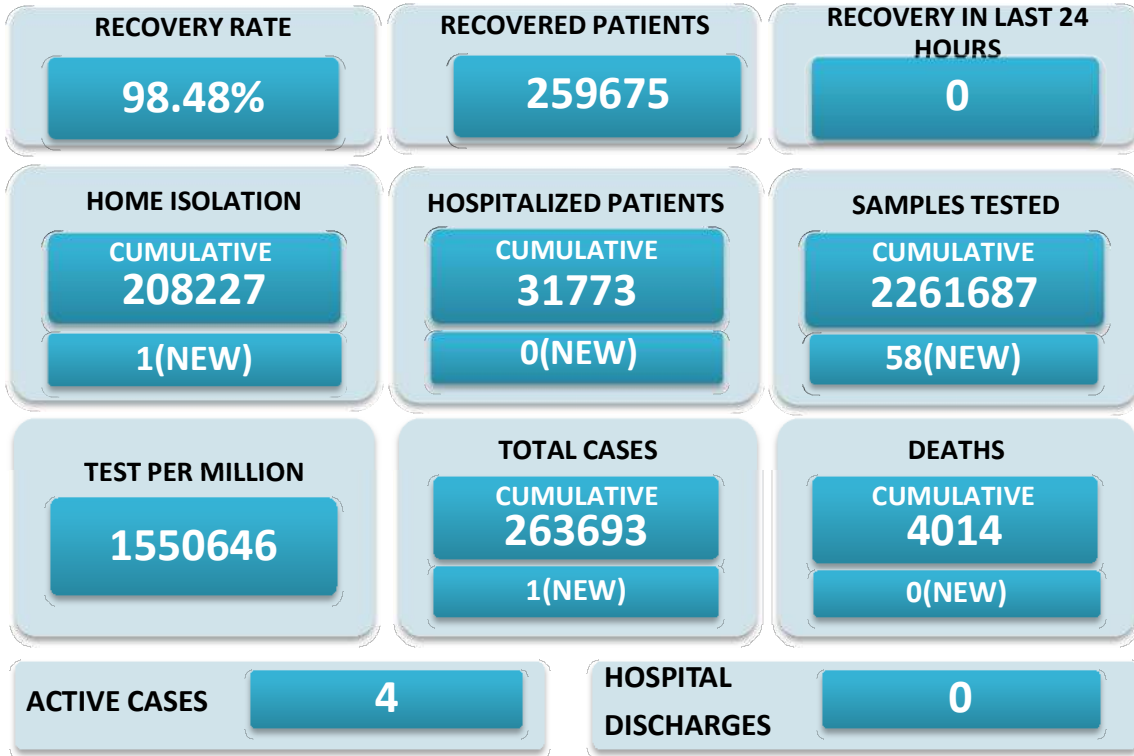 RECOVERY RATE
98.48%
RECOVERED PATIENTS
259675
RECOVERY IN LAST 24
HOURS
0
HOME ISOLATION
CUMULATIVE
208227
1(NEW)
HOSPITALIZED PATIENTS
CUMULATIVE
31773
0(NEW)
SAMPLES TESTED
CUMULATIVE
2261687
58(NEW)
TEST PER MILLION
1550646
TOTAL CASES
CUMULATIVE
263693
1(NEW)
DEATHS
CUMULATIVE
4014
0(NEW)
ACTIVE CASES
4
HOSPITAL
DISCHARGES
0